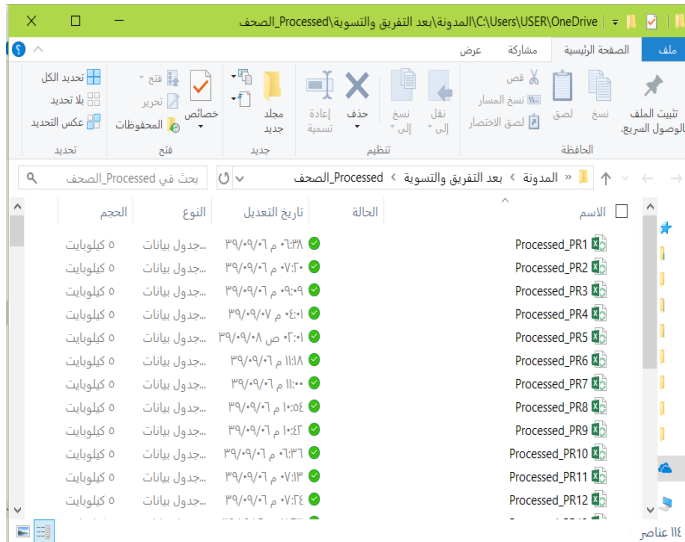 C:\Users\USER\OneDrive\المدونة\بعد التفريق والتسوية\Processed_الصحف
ملف الصفحة الرئيسية مشاركة عرض
تثبيت الملف
الوصول السريع.
نسخ
لصق
قص
نسخ المسار
لصق الاختصار
الحافظة
نقل
إلى
نسخ
إلى
حذف
إعادة
تسمية
تنظيم
مجلد
جديد
جديد
خصائص
فتح
تحرير
المحفوظات
فتح
تحديد الكل
بلا تحديد
عكس التحديد
تحديد
« المدونة › بعد التفريق والتسوية › Processed_الصحف
بحث في Processed_الصحف
الاسم الحالة تاريخ التعديل النوع الحجم
Processed_PR1 ٠٦:٣٨ م ٣٩/٠٩/٠٦ جدول بيانات... ٥ كيلوبايت
Processed_PR2 ٠٧:٢٠ م ٣٩/٠٩/٠٦ جدول بيانات... ٥ كيلوبايت
Processed_PR3 ٠٩:٠٩ م ٣٩/٠٩/٠٦ جدول بيانات... ٥ كيلوبايت
Processed_PR4 ٠٤:٠١ م ٣٩/٠٩/٠٧ جدول بيانات... ٥ كيلوبايت
Processed_PR5 ٠٢:٠١ ص ٣٩/٠٩/٠٨ جدول بيانات... ٥ كيلوبايت
Processed_PR6 ١١:١٨ م ٣٩/٠٩/٠٦ جدول بيانات... ٥ كيلوبايت
Processed_PR7 ١١:٠٠ م ٣٩/٠٩/٠٦ جدول بيانات... ٥ كيلوبايت
Processed_PR8 ١٠:٥٤ م ٣٩/٠٩/٠٦ جدول بيانات... ٥ كيلوبايت
Processed_PR9 ١٠:٤٢ م ٣٩/٠٩/٠٦ جدول بيانات... ٥ كيلوبايت
Processed_PR10 ٠٦:٣٦ م ٣٩/٠٩/٠٦ جدول بيانات... ٥ كيلوبايت
Processed_PR11 ٠٧:١٣ م ٣٩/٠٩/٠٦ جدول بيانات... ٥ كيلوبايت
Processed_PR12 ٠٧:٢٤ م ٣٩/٠٩/٠٦ جدول بيانات... ٥ كيلوبايت
١١٤ عناصر